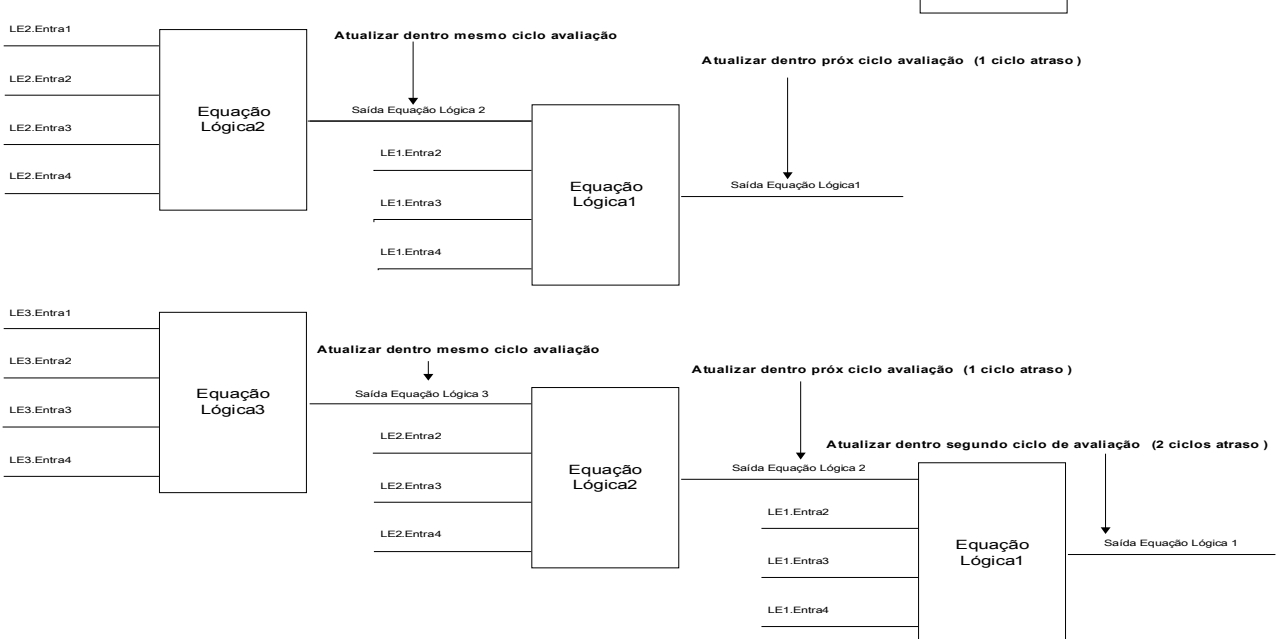 LE2.Entra1
LE2.Entra2
LE2.Entra3
LE2.Entra4
Equação
Lógica2
Atualizar dentro mesmo ciclo avaliação
Saída Equação Lógica 2
LE1.Entra2
LE1.Entra3
LE1.Entra4
Equação
Lógica1
Atualizar dentro próx ciclo avaliação (1 ciclo atraso )
Saída Equação Lógica1
LE3.Entra1
LE3.Entra2
LE3.Entra3
LE3.Entra4
Equação
Lógica3
Atualizar dentro mesmo ciclo avaliação
Saída Equação Lógica 3
LE2.Entra2
LE2.Entra3
LE2.Entra4
Equação
Lógica2
Atualizar dentro próx ciclo avaliação (1 ciclo atraso )
Saída Equação Lógica 2
LE1.Entra2
LE1.Entra3
LE1.Entra4
Equação
Lógica1
Atualizar dentro segundo ciclo de avaliação (2 ciclos atraso )
Saída Equação Lógica 1